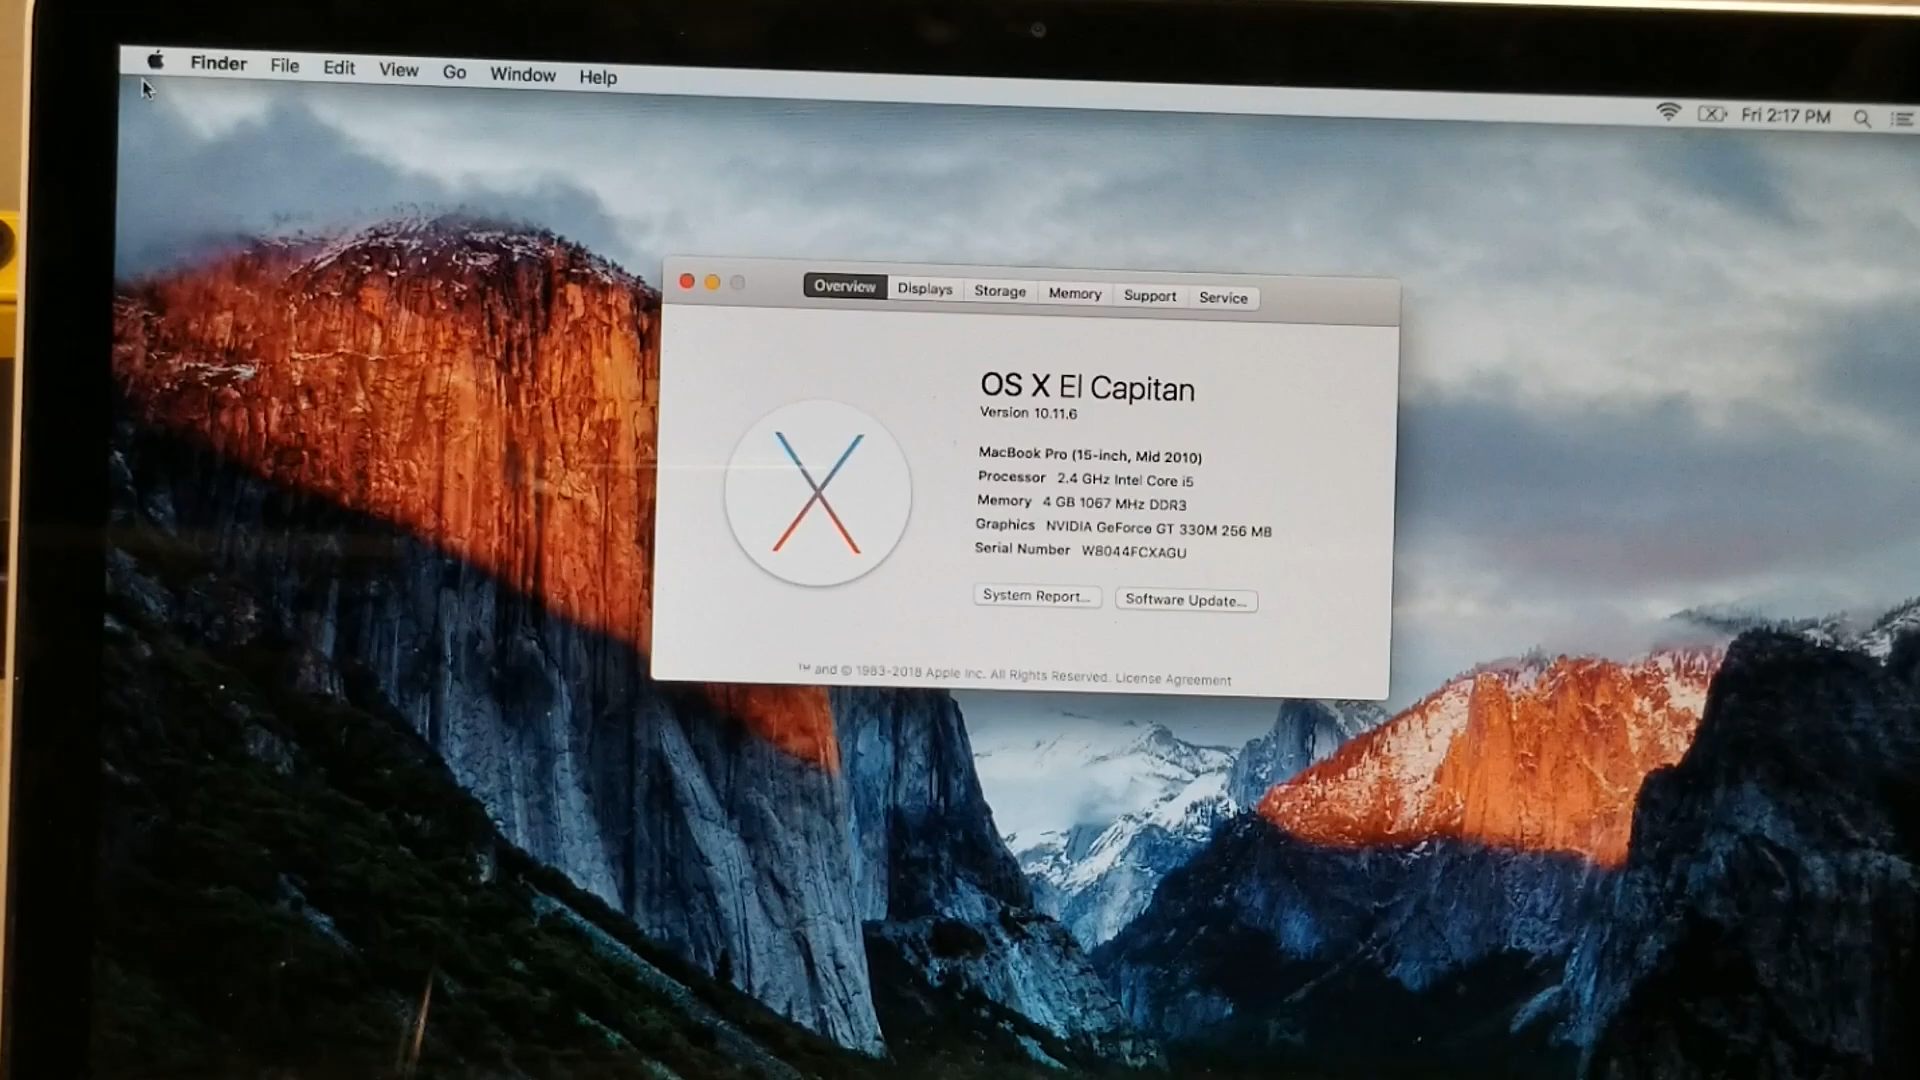 Finder File Edit View Go Window Help
Fri 2:17 PM
Overview Displays Storage Memory Support Service
OS X El Capitan
Version 10.11.6
MacBook Pro (15-inch, Mid 2010)
Processor 2.4 GHz Intel Core i5
Memory 4 GB 1067 MHz DDR3
Graphics NVIDIA GeForce GT 330M 256 MB
Serial Number W8044FCXAGU
System Report... Software Update...
™ and © 1983-2018 Apple Inc. All Rights Reserved. License Agreement